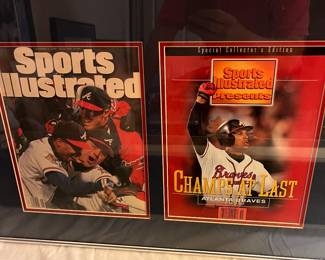 Sports
Illustrated
Special Collector's Edition
Sports
Illustrated
Presents
Braves
CHAMPS AT LAST
ATLANTA BRAVES